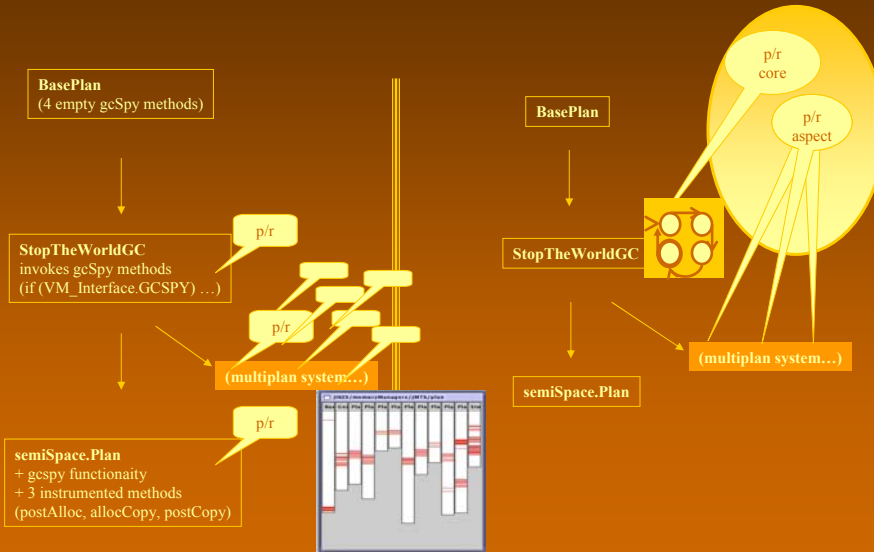 BasePlan
(4 empty gcSpy methods)
StopTheWorldGC
invokes gcSpy methods
(if (VM_Interface.GCSPY) …)
p/r
p/r
(multiplan system…)
semiSpace.Plan
+ gcspy functionaity
+ 3 instrumented methods
(postAlloc, allocCopy, postCopy)
p/r
BasePlan
StopTheWorldGC
semiSpace.Plan
(multiplan system…)
p/r
core
p/r
aspect